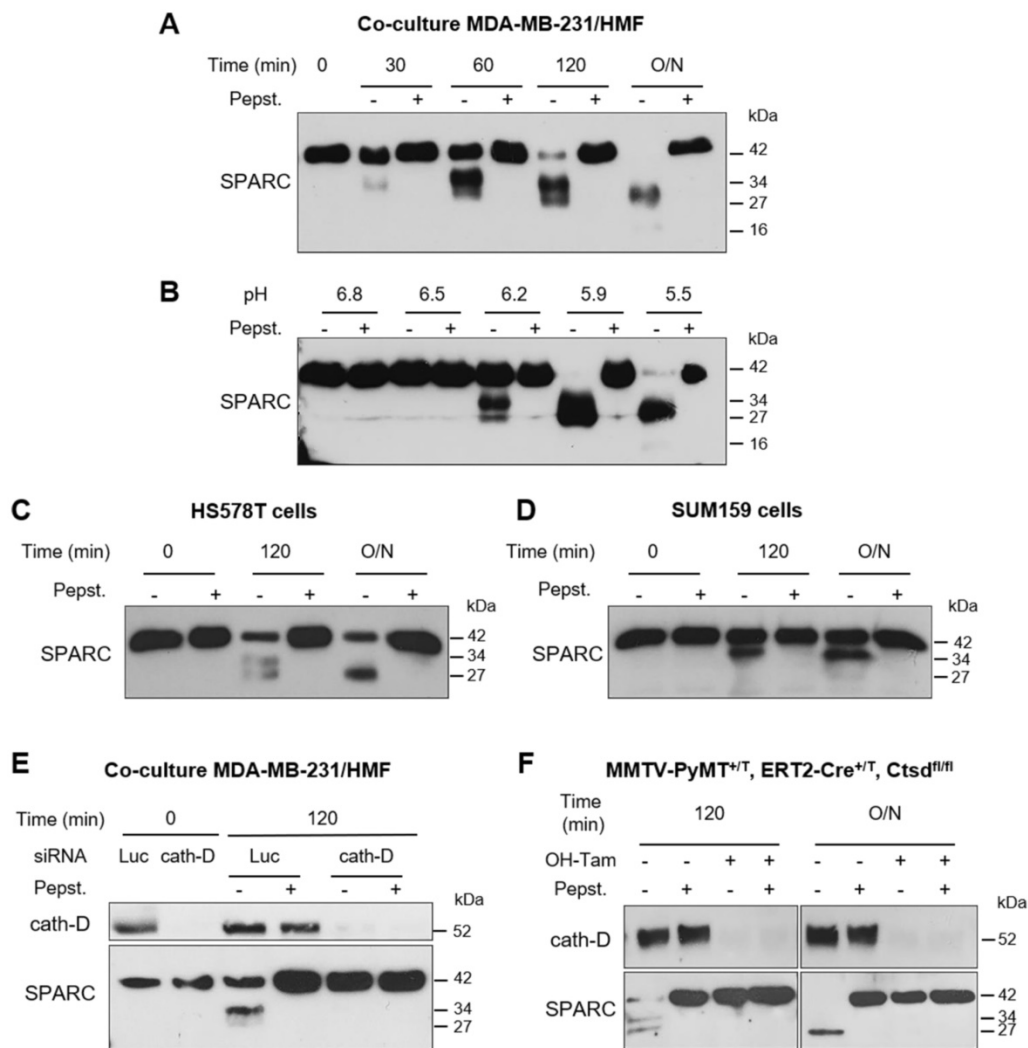 A
Co-culture MDA-MB-231/HMF
Time (min) 0 30 60 120 O/N
Pepst. - + - + - + - +
kDa
SPARC
42
34
27
16
B
pH 6.8 6.5 6.2 5.9 5.5
Pepst. - + - + - + - + - +
kDa
SPARC
42
34
27
16
C
HS578T cells
Time (min) 0 120 O/N
Pepst. - + - + - +
kDa
SPARC
42
34
27
D
SUM159 cells
Time (min) 0 120 O/N
Pepst. - + - + - +
kDa
SPARC
42
34
27
E
Co-culture MDA-MB-231/HMF
Time (min) 0 120
siRNA Luc cath-D Luc cath-D
Pepst. - + - +
kDa
cath-D 52
SPARC
42
34
27
F
MMTV-PyMT+/T, ERT2-Cre+/T, Ctsdfl/fl
Time
(min) 120 O/N
OH-Tam - - + + - - + +
Pepst. - + - + - + - +
kDa
cath-D 52
SPARC
42
34
27